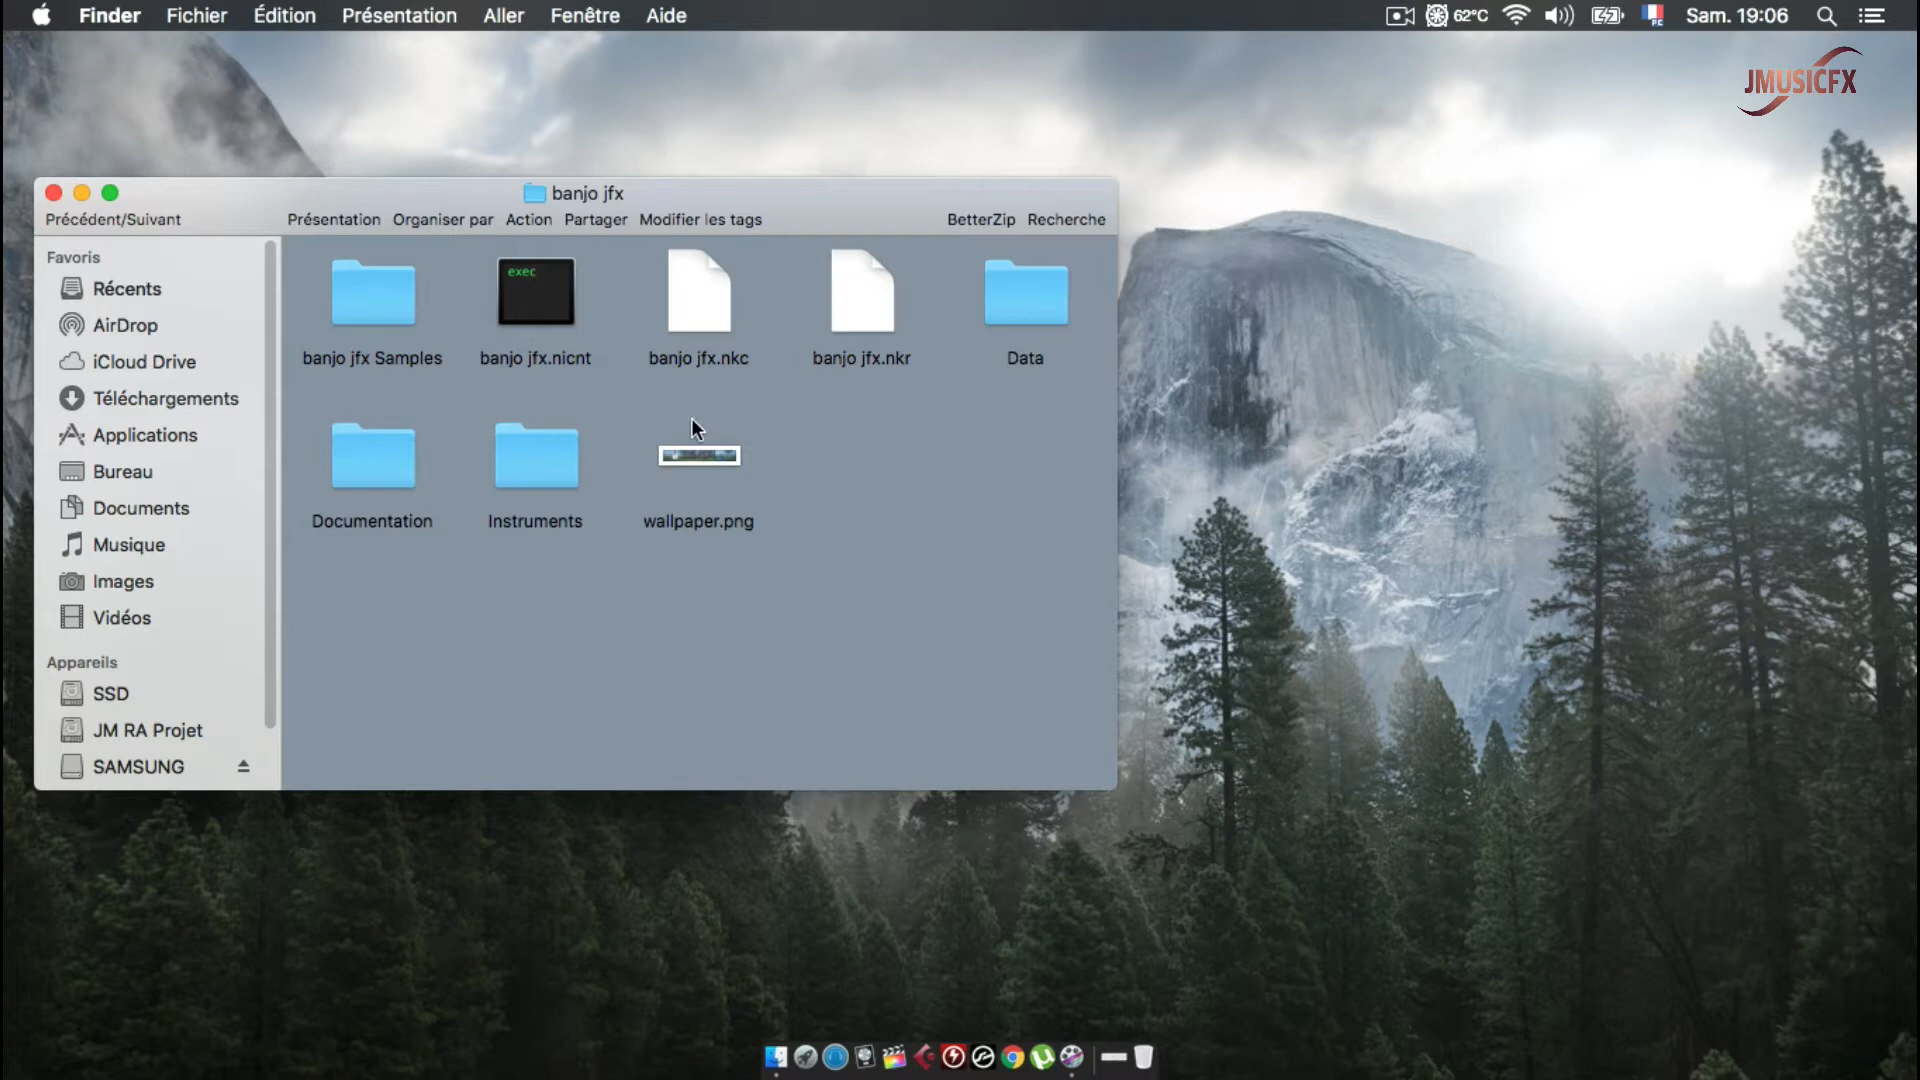 Finder Fichier Édition Présentation Aller Fenêtre Aide 62°C PC Sam. 19:06
JMUSICFX
banjo jfx
Précédent/Suivant Présentation Organiser par Action Partager Modifier les tags BetterZip Recherche
Favoris
Récents
AirDrop
iCloud Drive
Téléchargements
Applications
Bureau
Documents
Musique
Images
Vidéos
Appareils
SSD
JM RA Projet
SAMSUNG
exec
banjo jfx Samples banjo jfx.nicnt banjo jfx.nkc banjo jfx.nkr Data
Documentation Instruments wallpaper.png